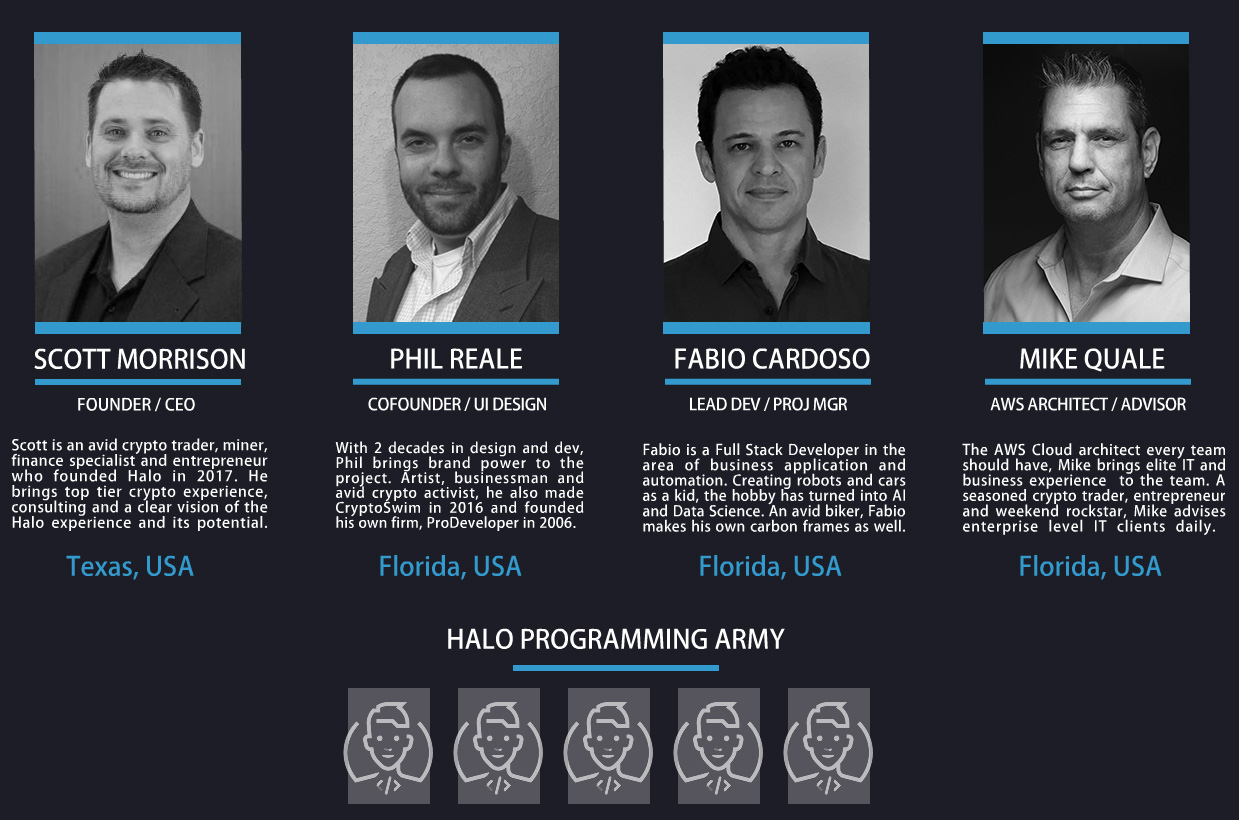 SCOTT MORRISON
FOUNDER / CEO
Scott is an avid crypto trader, miner,
finance specialist and entrepreneur
who founded Halo in 2017. He
brings top tier crypto experience,
consulting and a clear vision of the
Halo experience and its potential.
Texas, USA
PHIL REALE
COFOUNDER / UI DESIGN
With 2 decades in design and dev,
Phil brings brand power to the
project. Artist, businessman and
avid crypto activist, he also made
CryptoSwim in 2016 and founded
his own firm, ProDeveloper in 2006.
Florida, USA
FABIO CARDOSO
LEAD DEV / PROJ MGR
Fabio is a Full Stack Developer in the
area of business application and
automation. Creating robots and cars
as a kid, the hobby has turned into AI
and Data Science. An avid biker, Fabio
makes his own carbon frames as well.
Florida, USA
MIKE QUALE
AWS ARCHITECT / ADVISOR
The AWS Cloud architect every team
should have, Mike brings elite IT and
business experience to the team. A
seasoned crypto trader, entrepreneur
and weekend rockstar, Mike advises
enterprise level IT clients daily.
Florida, USA
HALO PROGRAMMING ARMY